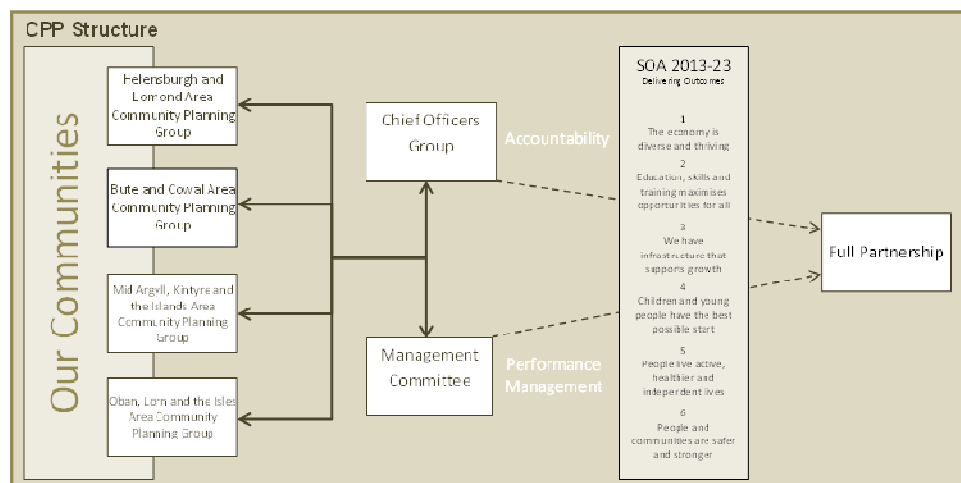 CPP Structure
Our Communities
Helensburgh and
Lomond Area
Community Planning
Group
Bute and Cowal Area
Community Planning
Group
Mid Argyll, Kintyre and
the Islands Area
Community Planning
Group
Oban, Lorn and the Isles
Area Community
Planning Group
Chief Officers
Group
Accountability
Management
Committee
Performance
Management
SOA 2013-23
Delivering Outcomes
1
The economy is
diverse and thriving
2
Education, skills and
training maximises
opportunities for all
3
We have
infrastructure that
supports growth
4
Children and young
people have the best
possible start
5
People live active,
healthier and
independent lives
6
People and
communities are safer
and stronger
Full Partnership